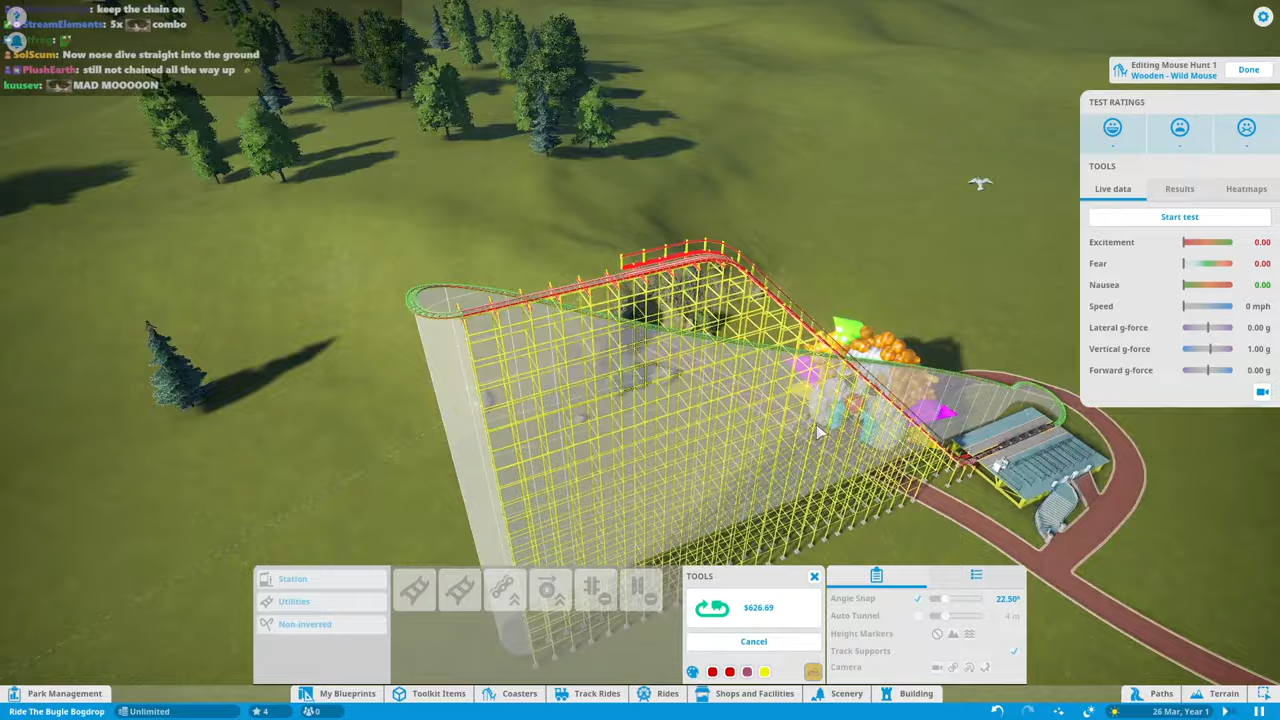 keep the chain on
StreamElements: 5x combo
SolScum: Now nose dive straight into the ground
PlushEarth: still not chained all the way up
kuusev: MAD MOOOOON
Editing Mouse Hunt 1
Wooden - Wild Mouse
Done
TEST RATINGS
- - -
TOOLS
Live data Results Heatmaps
Start test
Excitement 0.00
Fear 0.00
Nausea 0.00
Speed 0 mph
Lateral g-force 0.00 g
Vertical g-force 1.00 g
Forward g-force 0.00 g
Station
Utilities
Non-inverred
TOOLS
$626.69
Cancel
Angle Snap 22.50°
Auto Tunnel 4 m
Height Markers
Track Supports
Camera
Park Management My Blueprints Toolkit Items Coasters Track Rides Rides Shops and Facilities Scenery Building Paths Terrain
Ride The Bugle Bogdrop Unlimited 4 0 26 Mar, Year 1